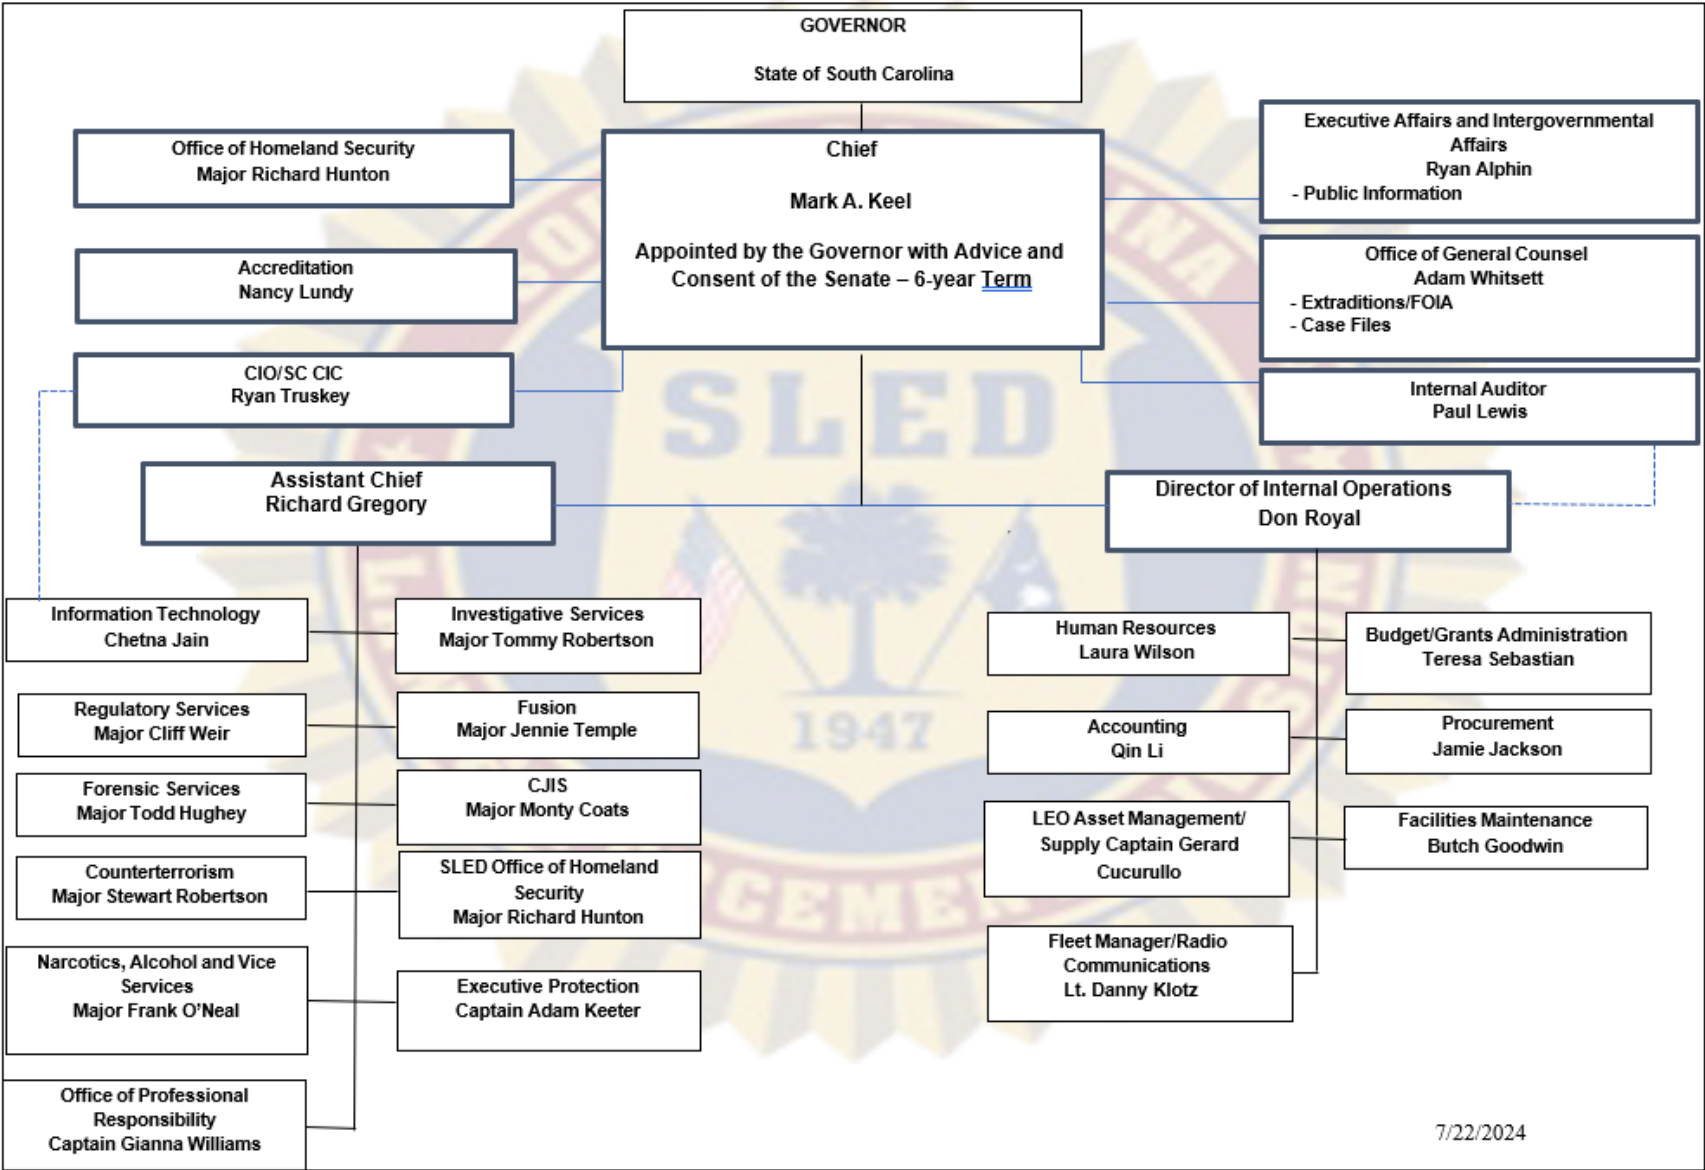 GOVERNOR
State of South Carolina
Chief
Mark A. Keel
Appointed by the Governor with Advice and
Consent of the Senate – 6-year Term
Office of Homeland Security
Major Richard Hunton
Accreditation
Nancy Lundy
CIO/SC CIC
Ryan Truskey
Executive Affairs and Intergovernmental
Affairs
Ryan Alphin
- Public Information
Office of General Counsel
Adam Whitsett
- Extraditions/FOIA
- Case Files
Internal Auditor
Paul Lewis
Assistant Chief
Richard Gregory
Director of Internal Operations
Don Royal
Information Technology
Chetna Jain
Investigative Services
Major Tommy Robertson
Regulatory Services
Major Cliff Weir
Fusion
Major Jennie Temple
Forensic Services
Major Todd Hughey
CJIS
Major Monty Coats
Counterterrorism
Major Stewart Robertson
SLED Office of Homeland
Security
Major Richard Hunton
Narcotics, Alcohol and Vice
Services
Major Frank O'Neal
Executive Protection
Captain Adam Keeter
Office of Professional
Responsibility
Captain Gianna Williams
Human Resources
Laura Wilson
Budget/Grants Administration
Teresa Sebastian
Accounting
Qin Li
Procurement
Jamie Jackson
LEO Asset Management/
Supply Captain Gerard
Cucurullo
Facilities Maintenance
Butch Goodwin
Fleet Manager/Radio
Communications
Lt. Danny Klotz
SLED
1947
7/22/2024